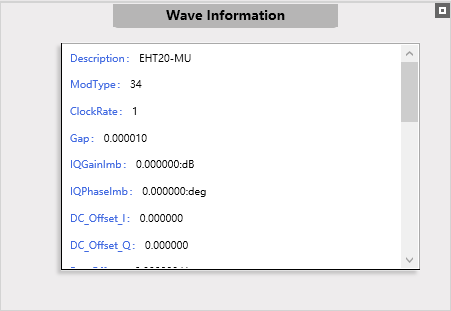 Wave Information
Description: EHT20-MU
ModType: 34
ClockRate: 1
Gap: 0.000010
IQGainImb: 0.000000:dB
IQPhaseImb: 0.000000:deg
DC_Offset_I: 0.000000
DC_Offset_Q: 0.000000